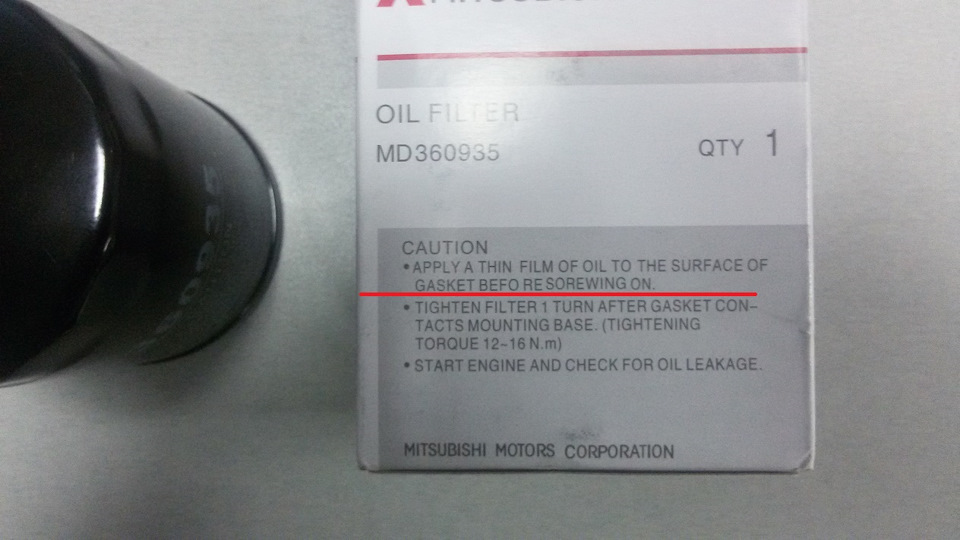 OIL FILTER
MD360935
QTY 1
CAUTION
• APPLY A THIN FILM OF OIL TO THE SURFACE OF
GASKET BEFO RE SOREWING ON.
• TIGHTEN FILTER 1 TURN AFTER GASKET CON–
TACTS MOUNTING BASE. (TIGHTENING
TORQUE 12~16 N.m)
• START ENGINE AND CHECK FOR OIL LEAKAGE.
MITSUBISHI MOTORS CORPORATION